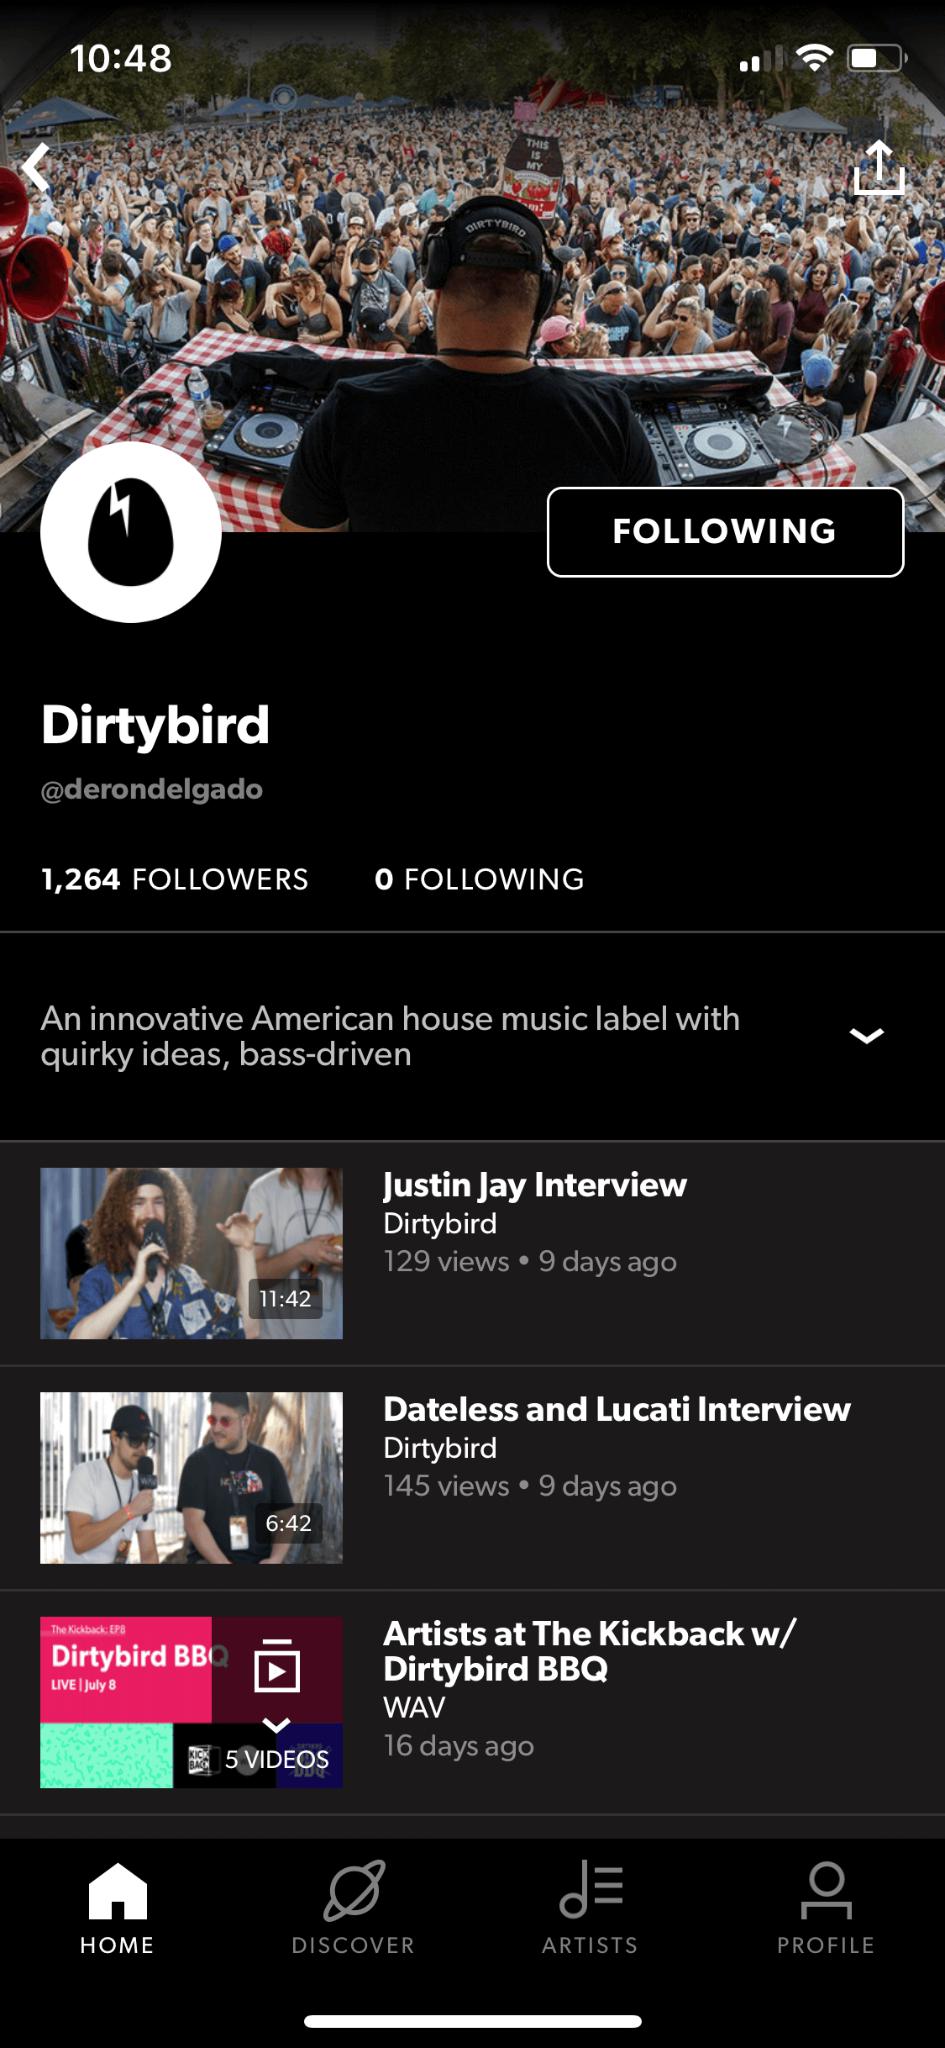 10:48
THIS
IS
MY
DIRTYBIRD
FOLLOWING
Dirtybird
@derondelgado
1,264 FOLLOWERS
0 FOLLOWING
An innovative American house music label with
quirky ideas, bass-driven
11:42
Justin Jay Interview
Dirtybird
129 views • 9 days ago
6:42
Dateless and Lucati Interview
Dirtybird
145 views • 9 days ago
The Kickback: EP8
Dirtybird BBQ
LIVE | July 8
KICK
BACK
5 VIDEOS
Artists at The Kickback w/
Dirtybird BBQ
WAV
16 days ago
HOME
DISCOVER
ARTISTS
PROFILE